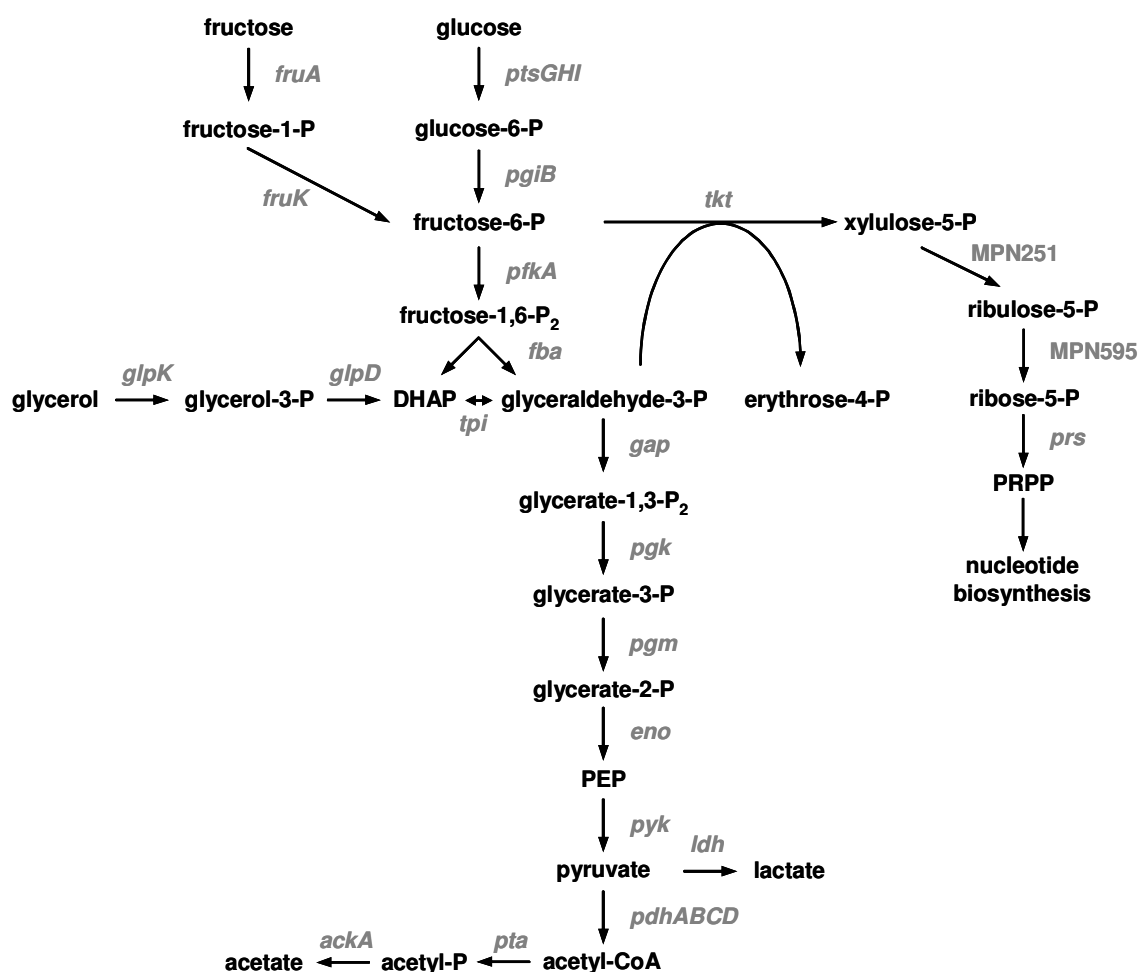 fructose
glucose
fruA
ptsGHI
fructose-1-P
glucose-6-P
pgiB
fruK
tkt
fructose-6-P
xylulose-5-P
MPN251
pfkA
ribulose-5-P
fructose-1,6-P2
fba
MPN595
glpK
glpD
glycerol
glycerol-3-P
DHAP
glyceraldehyde-3-P
erythrose-4-P
ribose-5-P
tpi
gap
prs
PRPP
glycerate-1,3-P2
pgk
nucleotide
biosynthesis
glycerate-3-P
pgm
glycerate-2-P
eno
PEP
pyk
ldh
pyruvate
lactate
pdhABCD
ackA
pta
acetate
acetyl-P
acetyl-CoA